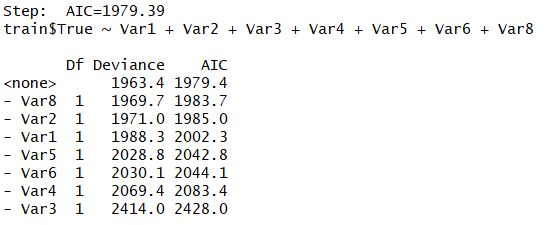 Step:  AIC=1979.39
train$True ~ Var1 + Var2 + Var3 + Var4 + Var5 + Var6 + Var8
       Df Deviance    AIC
<none>      1963.4 1979.4
- Var8  1   1969.7 1983.7
- Var2  1   1971.0 1985.0
- Var1  1   1988.3 2002.3
- Var5  1   2028.8 2042.8
- Var6  1   2030.1 2044.1
- Var4  1   2069.4 2083.4
- Var3  1   2414.0 2428.0